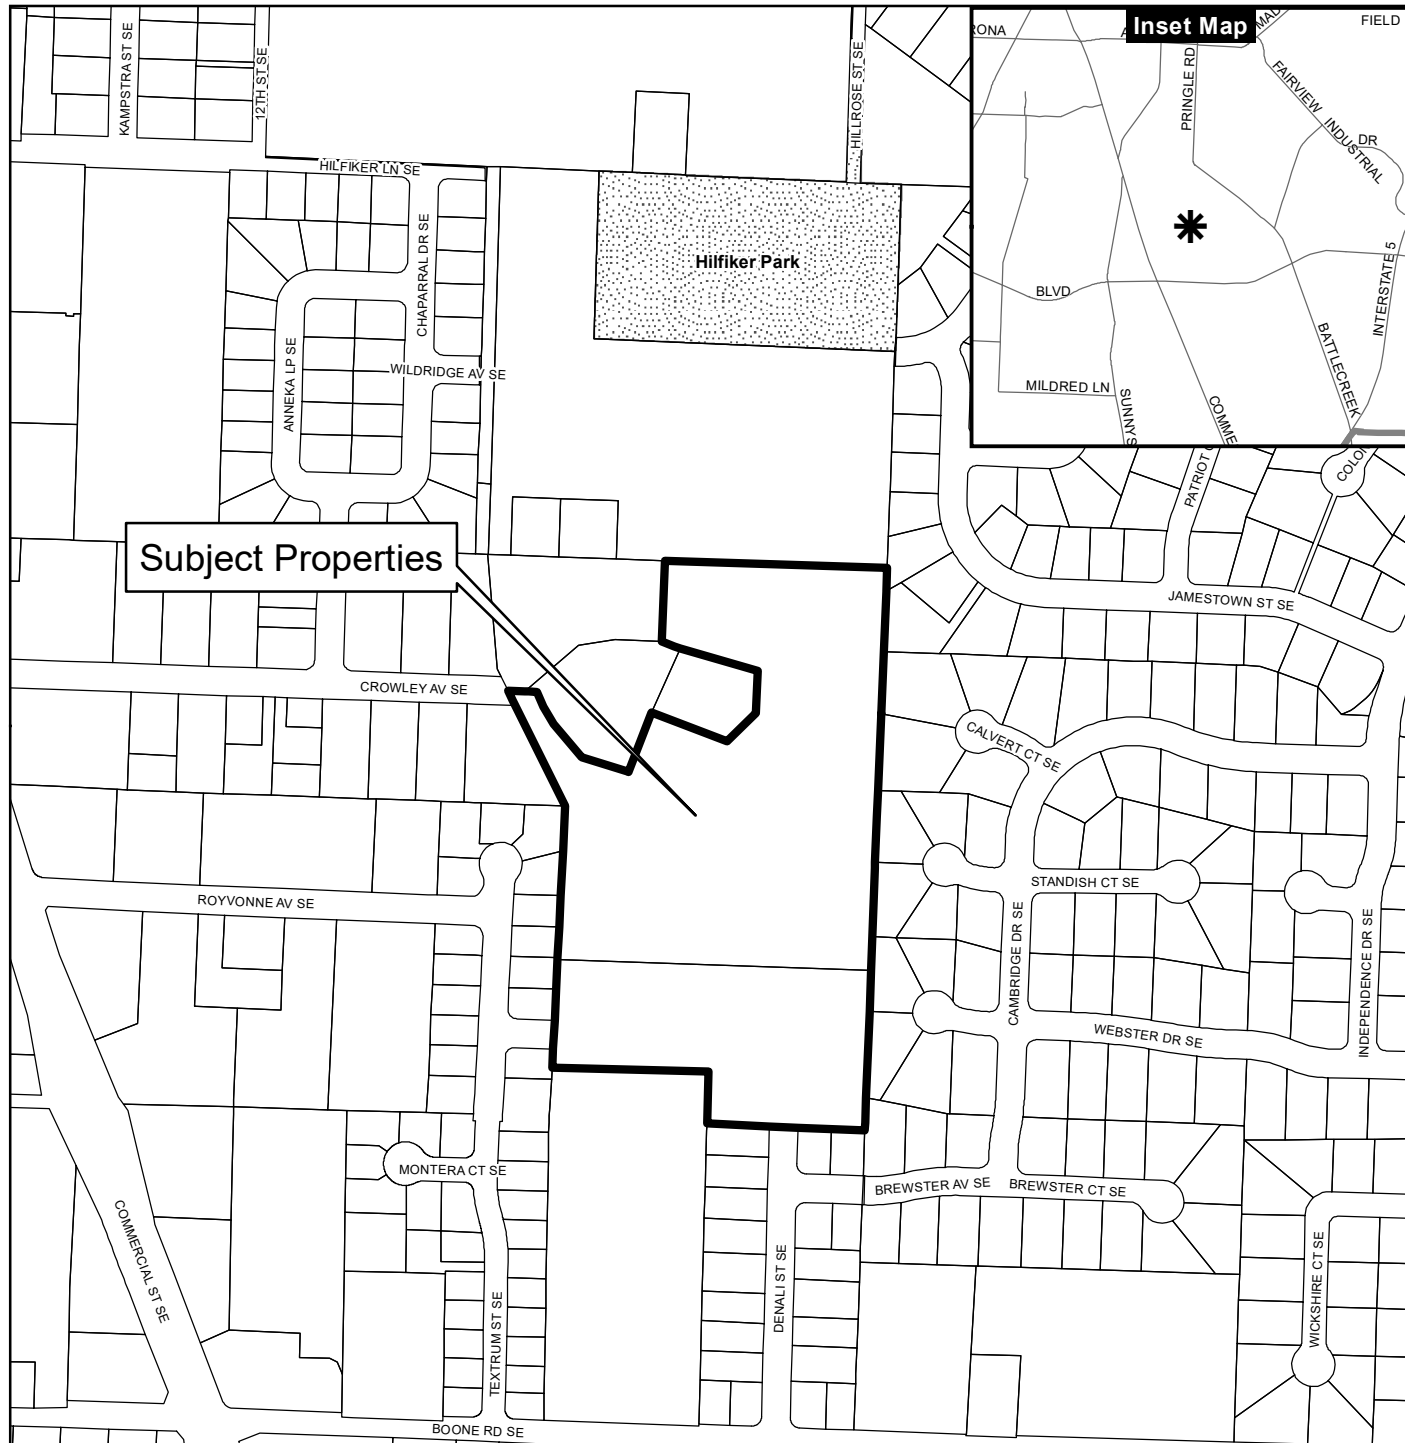 KAMPSTRA ST SE
12TH ST SE
HILLROSE ST SE
Inset Map
FIELD
RONA
A
MAD
PRINGLE RD
FAIRVIEW INDUSTRIAL
DR
BLVD
INTERSTATE 5
BATTLECREEK
MILDRED LN
SUNNYS
COMME
HILFIKER LN SE
CHAPARRAL DR SE
Hilfiker Park
WILDRIDGE AV SE
ANNEKA LP SE
PATRIOT C
COLON
Subject Properties
JAMESTOWN ST SE
CROWLEY AV SE
CALVERT CT SE
STANDISH CT SE
ROYVONNE AV SE
CAMBRIDGE DR SE
INDEPENDENCE DR SE
WEBSTER DR SE
MONTERA CT SE
BREWSTER AV SE
BREWSTER CT SE
COMMERCIAL ST SE
DENALI ST SE
WICKSHIRE CT SE
TEXTRUM ST SE
BOONE RD SE